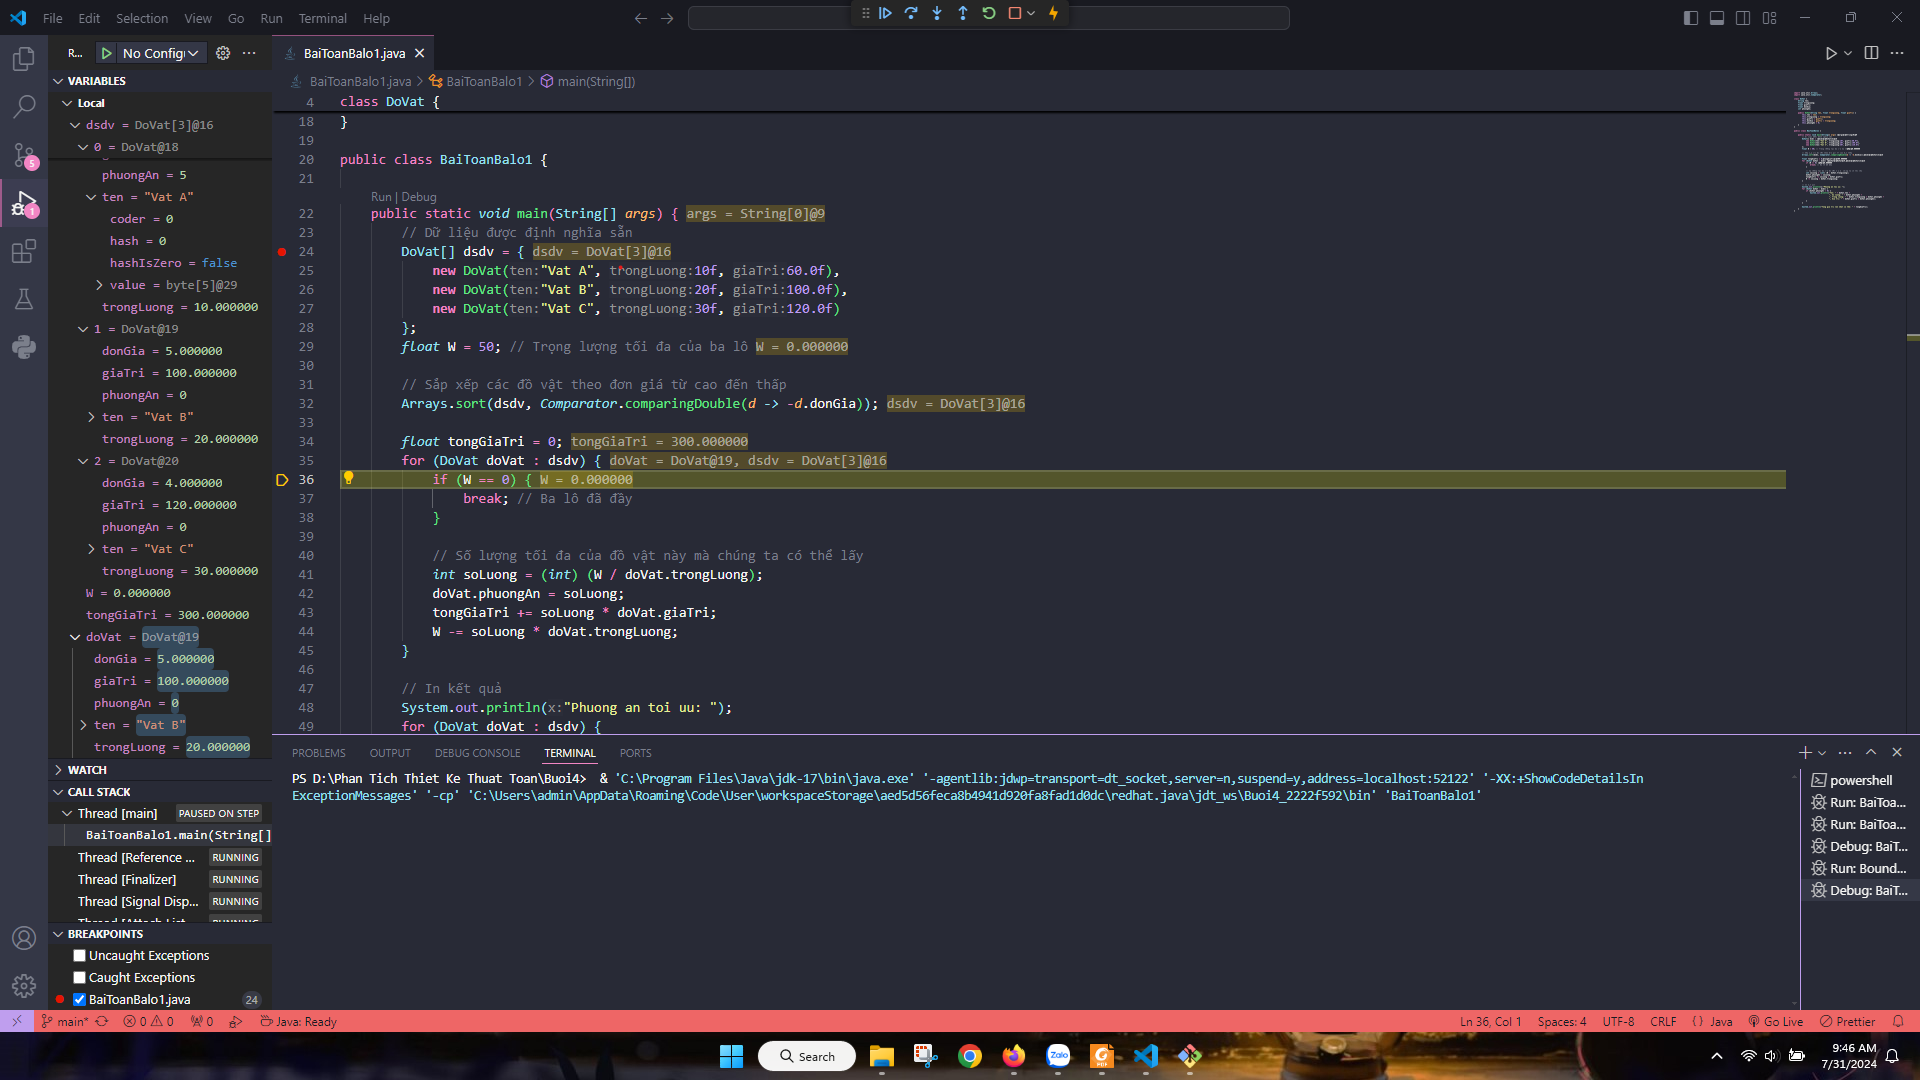 File Edit Selection View Go Run Terminal Help
R... No Config
VARIABLES
Local
dsdv = DoVat[3]@16
0 = DoVat@18
phuongAn = 5
ten = "Vat A"
coder = 0
hash = 0
hashIsZero = false
value = byte[5]@29
trongLuong = 10.000000
1 = DoVat@19
donGia = 5.000000
giaTri = 100.000000
phuongAn = 0
ten = "Vat B"
trongLuong = 20.000000
2 = DoVat@20
donGia = 4.000000
giaTri = 120.000000
phuongAn = 0
ten = "Vat C"
trongLuong = 30.000000
W = 0.000000
tongGiaTri = 300.000000
doVat = DoVat@19
donGia = 5.000000
giaTri = 100.000000
phuongAn = 0
ten = "Vat B"
trongLuong = 20.000000
WATCH
CALL STACK
Thread [main] PAUSED ON STEP
BaiToanBalo1.main(String[]
Thread [Reference ... RUNNING
Thread [Finalizer] RUNNING
Thread [Signal Disp... RUNNING
Thread [Attach List... RUNNING
BREAKPOINTS
Uncaught Exceptions
Caught Exceptions
BaiToanBalo1.java 24
BaiToanBalo1.java
BaiToanBalo1.java > BaiToanBalo1 > main(String[])
4 class DoVat {
18 }
19
20 public class BaiToanBalo1 {
21
Run | Debug
22 public static void main(String[] args) { args = String[0]@9
23 // Dữ liệu được định nghĩa sẵn
24 DoVat[] dsdv = { dsdv = DoVat[3]@16
25 new DoVat(ten:"Vat A", trongLuong:10f, giaTri:60.0f),
26 new DoVat(ten:"Vat B", trongLuong:20f, giaTri:100.0f),
27 new DoVat(ten:"Vat C", trongLuong:30f, giaTri:120.0f)
28 };
29 float W = 50; // Trọng lượng tối đa của ba lô W = 0.000000
30
31 // Sắp xếp các đồ vật theo đơn giá từ cao đến thấp
32 Arrays.sort(dsdv, Comparator.comparingDouble(d -> -d.donGia)); dsdv = DoVat[3]@16
33
34 float tongGiaTri = 0; tongGiaTri = 300.000000
35 for (DoVat doVat : dsdv) { doVat = DoVat@19, dsdv = DoVat[3]@16
36 if (W == 0) { W = 0.000000
37 break; // Ba lô đã đầy
38 }
39
40 // Số lượng tối đa của đồ vật này mà chúng ta có thể lấy
41 int soLuong = (int) (W / doVat.trongLuong);
42 doVat.phuongAn = soLuong;
43 tongGiaTri += soLuong * doVat.giaTri;
44 W -= soLuong * doVat.trongLuong;
45 }
46
47 // In kết quả
48 System.out.println(x:"Phuong an toi uu: ");
49 for (DoVat doVat : dsdv) {
PROBLEMS OUTPUT DEBUG CONSOLE TERMINAL PORTS
PS D:\Phan Tich Thiet Ke Thuat Toan\Buoi4> & 'C:\Program Files\Java\jdk-17\bin\java.exe' '-agentlib:jdwp=transport=dt_socket,server=n,suspend=y,address=localhost:52122' '-XX:+ShowCodeDetailsIn
ExceptionMessages' '-cp' 'C:\Users\admin\AppData\Roaming\Code\User\workspaceStorage\aed5d56feca8b4941d920fa8fad1d0dc\redhat.java\jdt_ws\Buoi4_2222f592\bin' 'BaiToanBalo1'
powershell
Run: BaiToa...
Run: BaiToa...
Debug: BaiT...
Run: Bound...
Debug: BaiT...
5
1
main* 0 0 0 Java: Ready
Ln 36, Col 1 Spaces: 4 UTF-8 CRLF {} Java Go Live Prettier
Search
Zalo
PDF
9:46 AM
7/31/2024